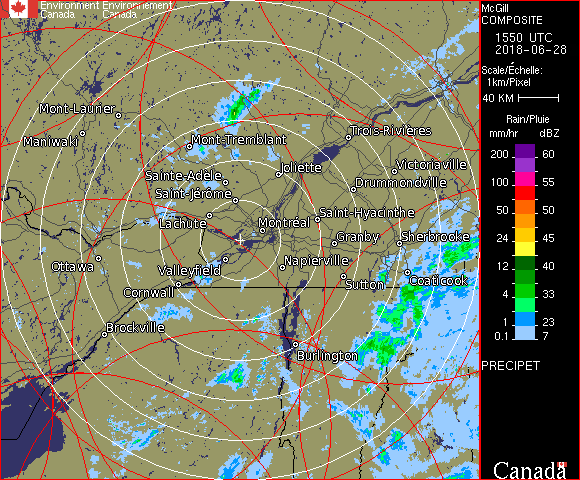 Environment Environnement
Canada Canada
McGill
COMPOSITE
1550 UTC
2018-06-28
Scale/Échelle:
1km/Pixel
40 KM
Rain/Pluie
mm/hr dBZ
200 60
100 55
50 50
24 45
12 40
4 33
1 23
0.1 7
PRECIPET
Canada
Mont-Laurier
Maniwaki
Mont-Tremblant
Trois-Rivières
Joliette
Victoriaville
Sainte-Adèle
Drummondville
Saint-Jérôme
Saint-Hyacinthe
Lachute
Montréal
Granby
Sherbrooke
Ottawa
Valleyfield
Napierville
Sutton
Coaticook
Cornwall
Brockville
Burlington